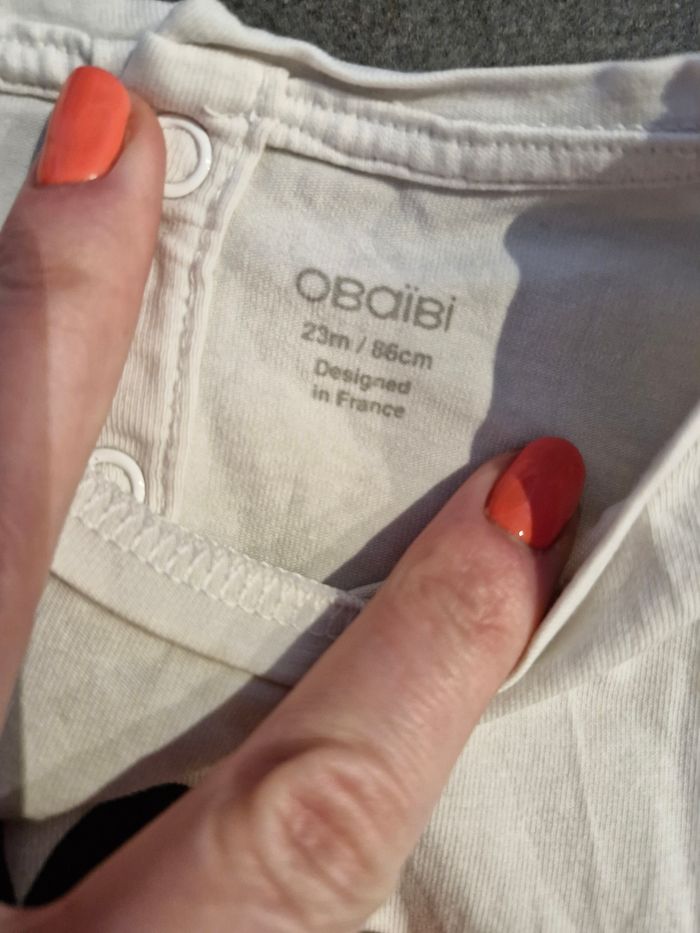 OBaïBi
23m / 86cm
Designed
in France